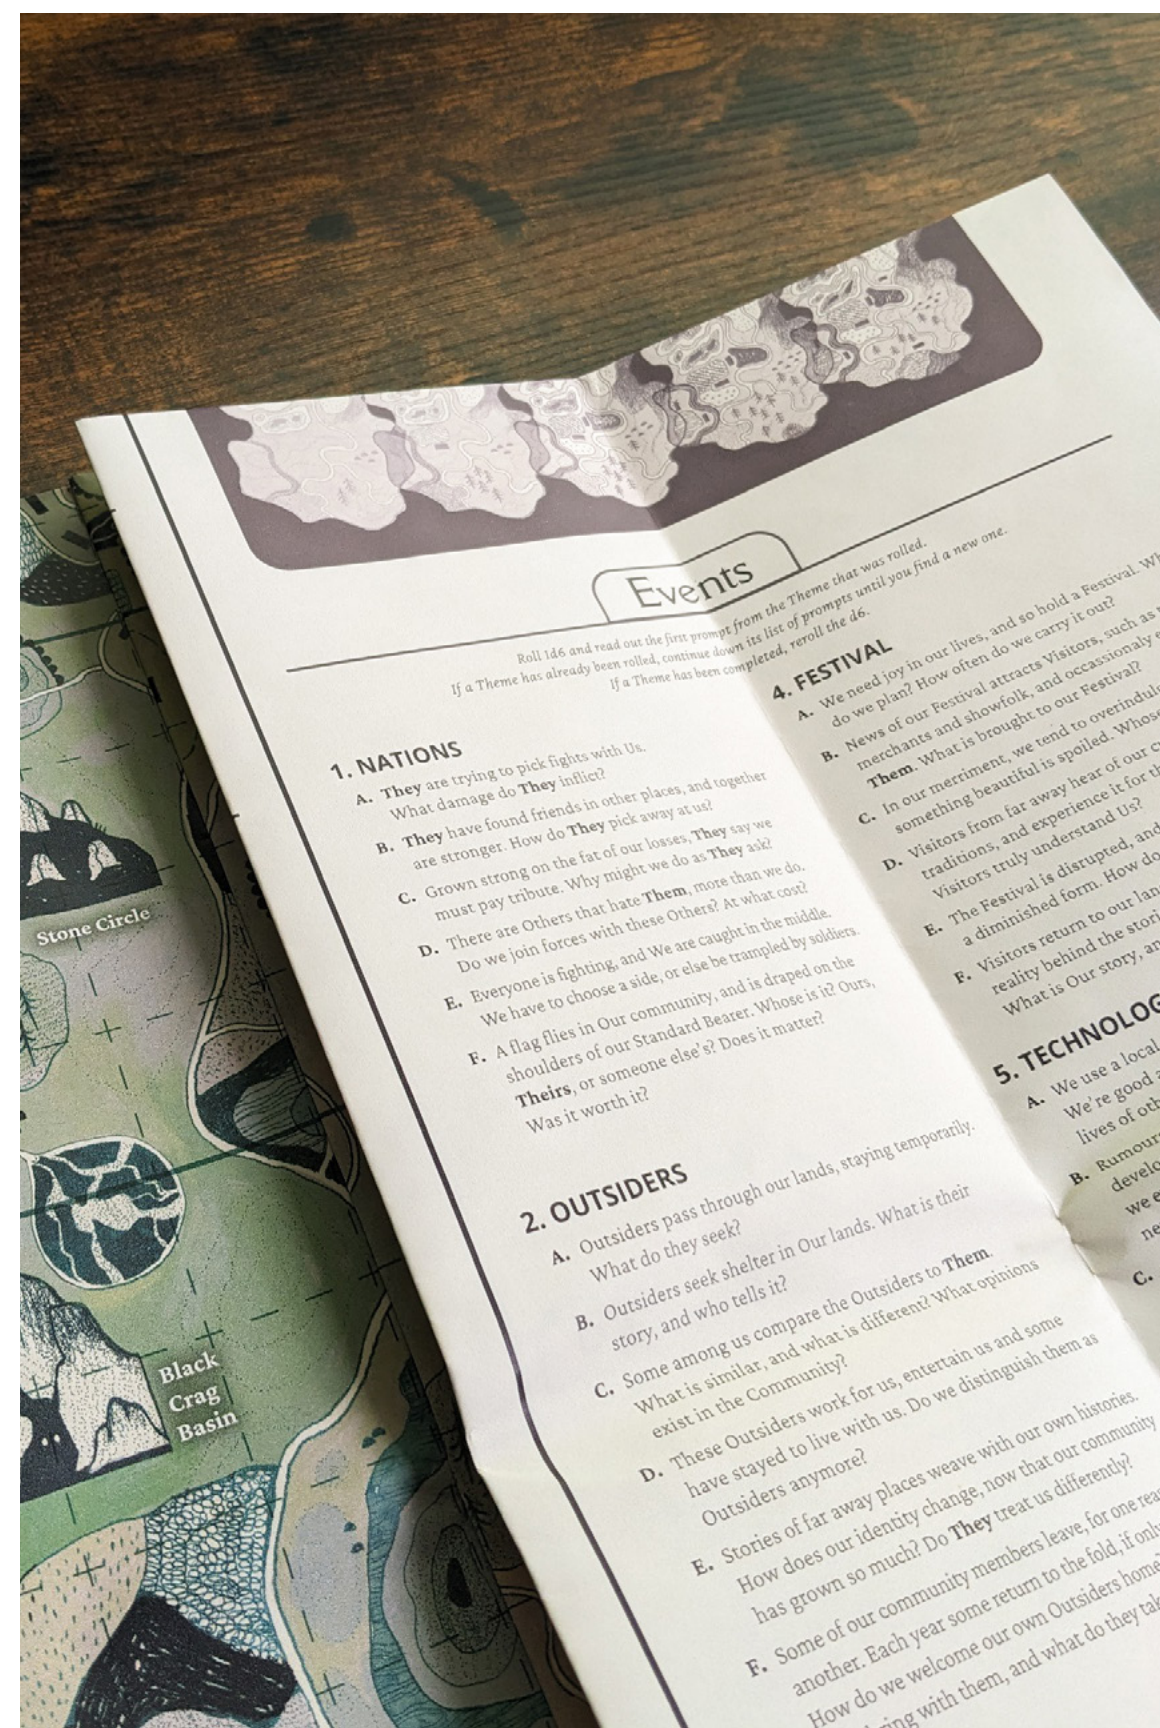 Events
Roll 1d6 and read out the first prompt from the Theme that was rolled.
If a Theme has already been rolled, continue down its list of prompts until you find a new one.
If a Theme has been completed, reroll the d6.
1. NATIONS
A. They are trying to pick fights with Us.
What damage do They inflict?
B. They have found friends in other places, and together
are stronger. How do They pick away at us?
C. Grown strong on the fat of our losses, They say we
must pay tribute. Why might we do as They ask?
D. There are Others that hate Them, more than we do.
Do we join forces with these Others? At what cost?
E. Everyone is fighting, and We are caught in the middle.
We have to choose a side, or else be trampled by soldiers.
F. A flag flies in Our community, and is draped on the
shoulders of our Standard Bearer. Whose is it? Ours,
Theirs, or someone else's? Does it matter?
Was it worth it?
2. OUTSIDERS
A. Outsiders pass through our lands, staying temporarily.
What do they seek?
B. Outsiders seek shelter in Our lands. What is their
story, and who tells it?
C. Some among us compare the Outsiders to Them.
What is similar, and what is different? What opinions
exist in the Community?
D. These Outsiders work for us, entertain us and some
have stayed to live with us. Do we distinguish them as
Outsiders anymore?
E. Stories of far away places weave with our own histories.
How does our identity change, now that our community
has grown so much? Do They treat us differently?
F. Some of our community members leave, for one
another. Each year some return to the fold, if only
How do we welcome our own Outsiders home?
with them, and what do they
4. FESTIVAL
A. We need joy in our lives, and so hold a Festival.
do we plan? How often do we carry it out?
B. News of our Festival attracts Visitors, such as
merchants and showfolk, and occassionaly
Them. What is brought to our Festival?
C. In our merriment, we tend to
something beautiful is spoiled. Whose
D. Visitors from far away hear of our
traditions, and experience it for
Visitors truly understand Us?
E. The Festival is disrupted, and
a diminished form. How do
F. Visitors return to our
reality behind the
What is Our story,
5.
A. We use a local
We're good
lives of
B.
we
C.
Stone Circle
Black
Crag
Basin